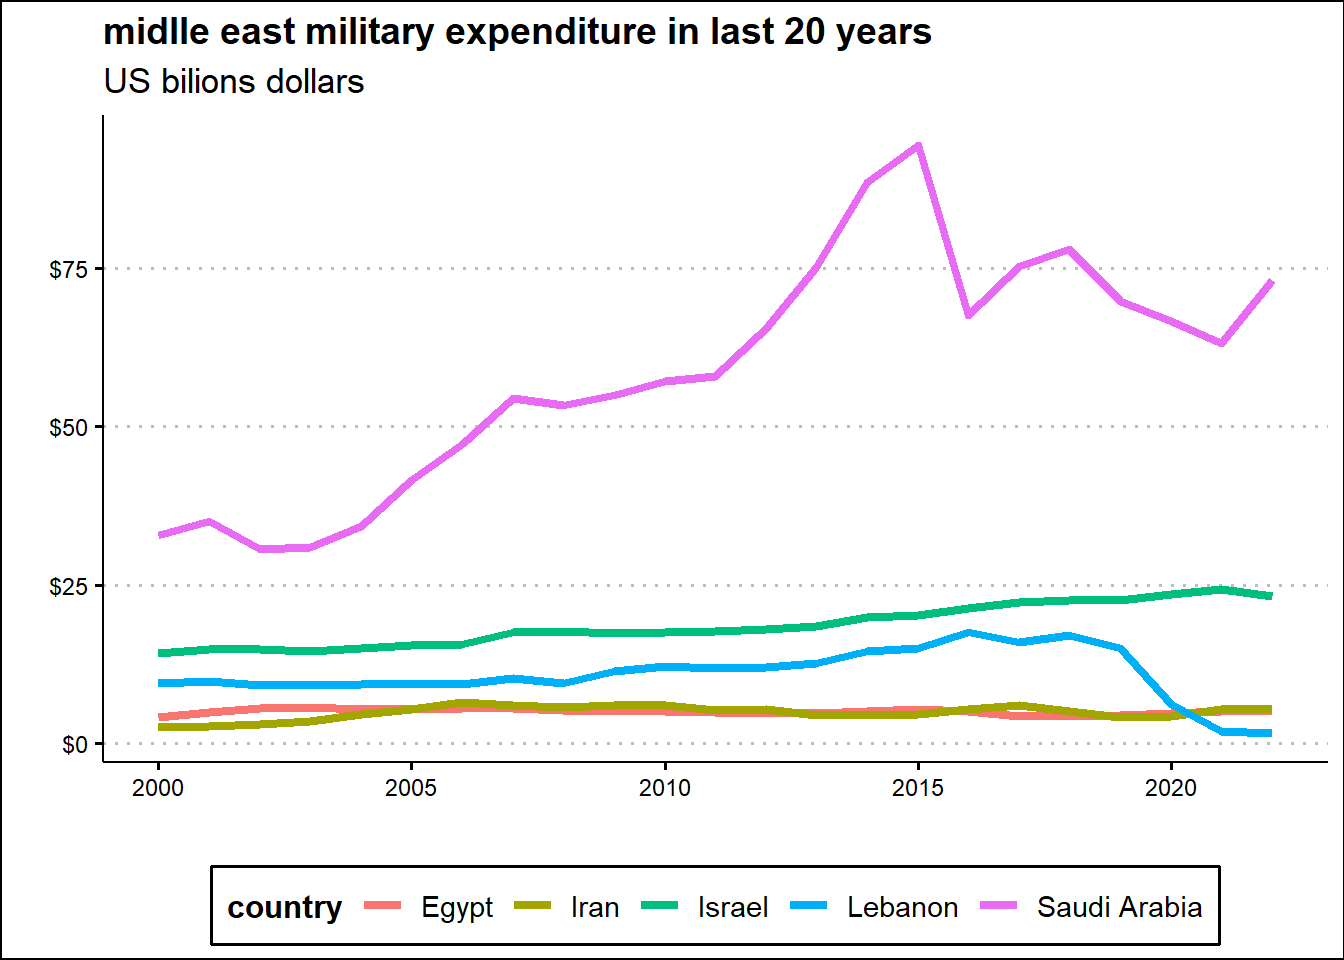 midlle east military expenditure in last 20 years
US bilions dollars
$75
$50
$25
$0
2000 2005 2010 2015 2020
country Egypt Iran Israel Lebanon Saudi Arabia